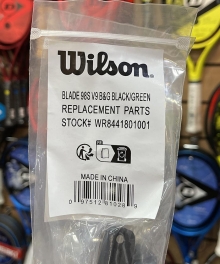 Wilson.
BLADE 98S V9 B&G BLACK/GREEN
REPLACEMENT PARTS
STOCK# WR8441801001
MADE IN CHINA